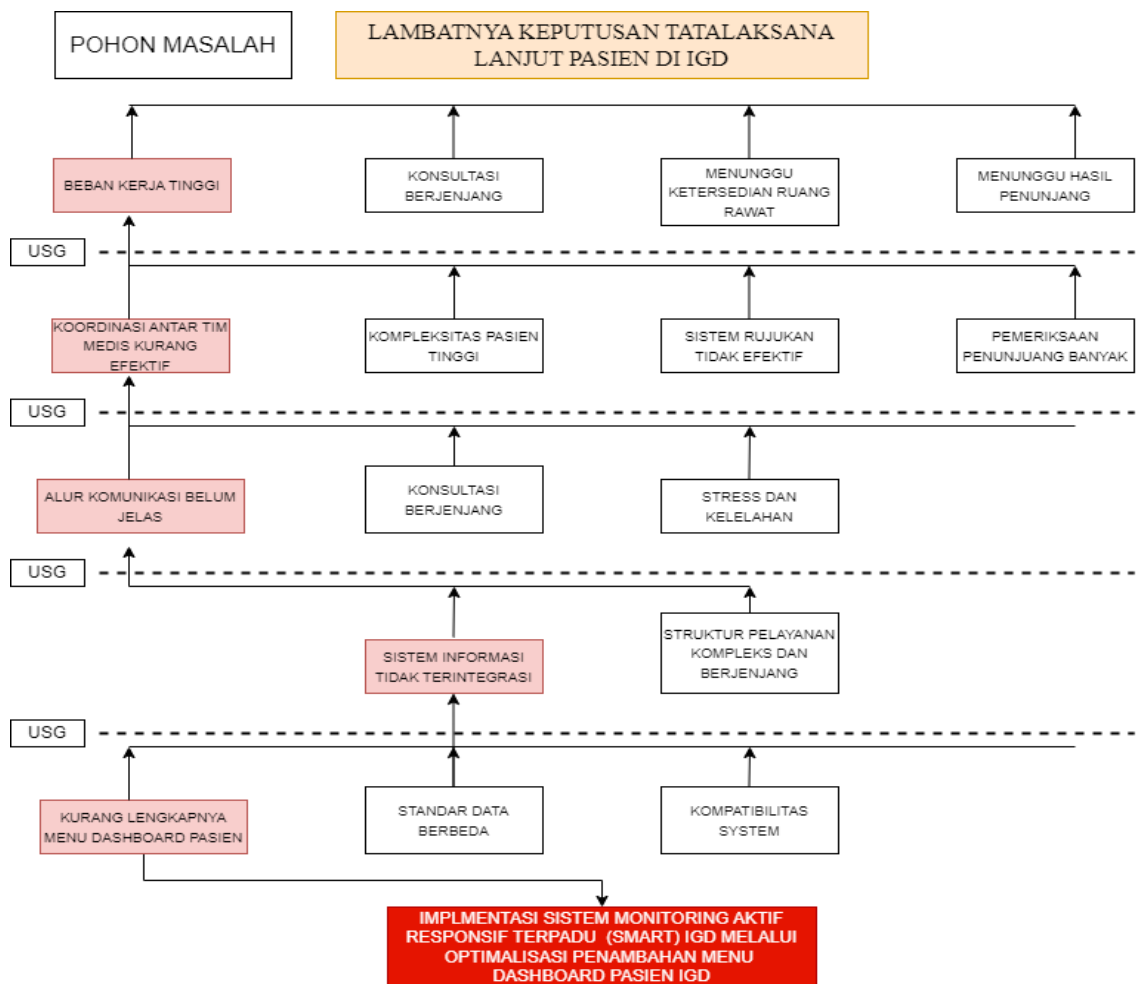 POHON MASALAH
LAMBATNYA KEPUTUSAN TATALAKSANA
LANJUT PASIEN DI IGD
BEBAN KERJA TINGGI
KONSULTASI
BERJENJANG
MENUNGGU
KETERSEDIAN RUANG
RAWAT
MENUNGGU HASIL
PENUNJANG
USG
KOORDINASI ANTAR TIM
MEDIS KURANG
EFEKTIF
KOMPLEKSITAS PASIEN
TINGGI
SISTEM RUJUKAN
TIDAK EFEKTIF
PEMERIKSAAN
PENUNJUANG BANYAK
USG
ALUR KOMUNIKASI BELUM
JELAS
KONSULTASI
BERJENJANG
STRESS DAN
KELELAHAN
USG
SISTEM INFORMASI
TIDAK TERINTEGRASI
STRUKTUR PELAYANAN
KOMPLEKS DAN
BERJENJANG
USG
KURANG LENGKAPNYA
MENU DASHBOARD PASIEN
STANDAR DATA
BERBEDA
KOMPATIBILITAS
SYSTEM
IMPLMENTASI SISTEM MONITORING AKTIF
RESPONSIF TERPADU (SMART) IGD MELALUI
OPTIMALISASI PENAMBAHAN MENU
DASHBOARD PASIEN IGD